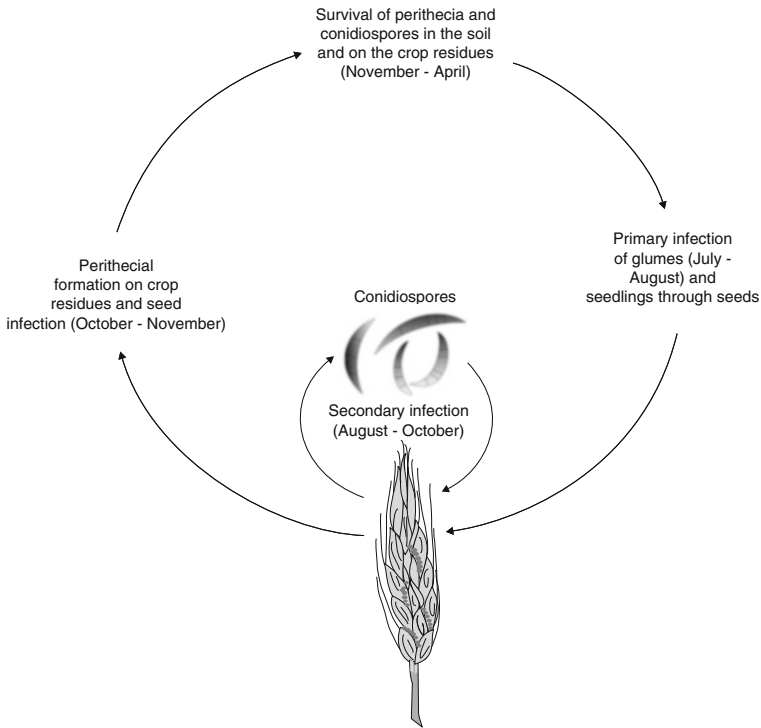 Survival of perithecia and
conidiospores in the soil
and on the crop residues
(November - April)
Primary infection
of glumes (July -
August) and
seedlings through seeds
Perithecial
formation on crop
residues and seed
infection (October - November)
Conidiospores
Secondary infection
(August - October)